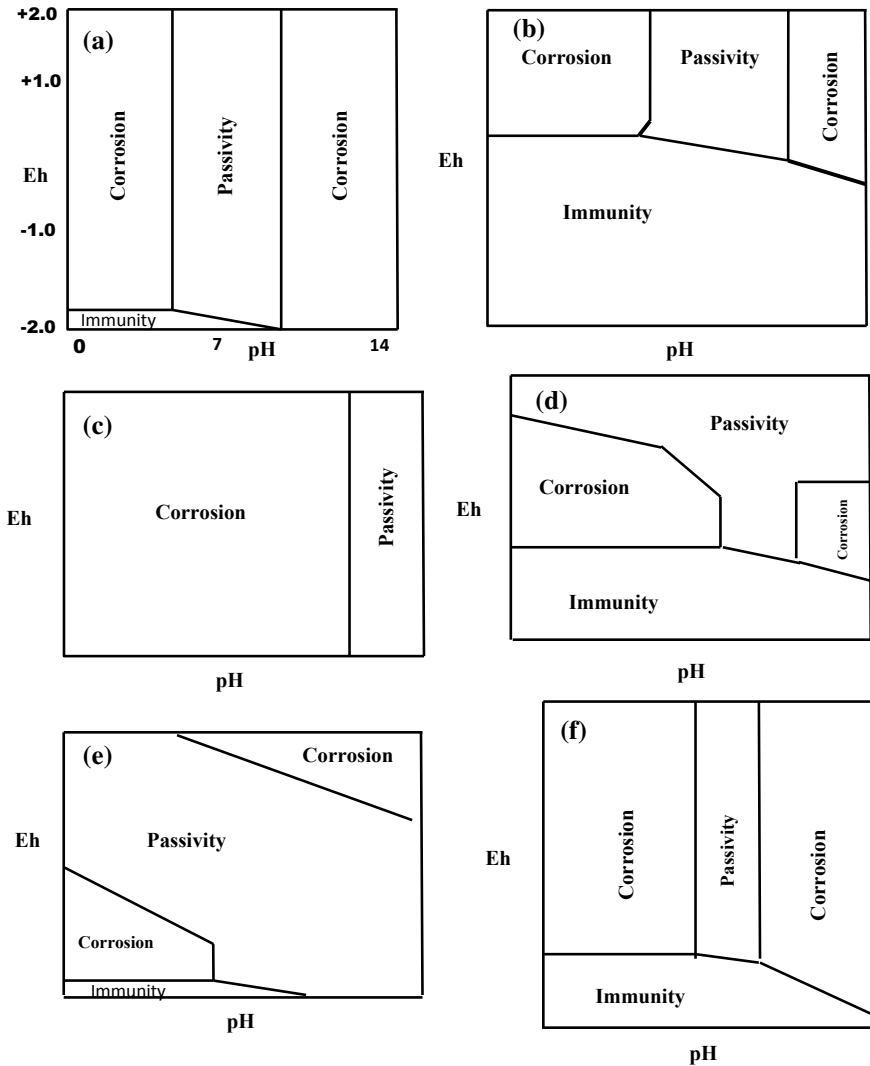 +2.0
(a)
+1.0
Eh
-1.0
-2.0
Corrosion
Passivity
Corrosion
Immunity
0
7
pH
14
(b)
Corrosion
Passivity
Corrosion
Eh
Immunity
pH
(c)
Corrosion
Passivity
Eh
pH
(d)
Passivity
Corrosion
Corrosion
Eh
Immunity
pH
(e)
Corrosion
Eh
Passivity
Corrosion
Immunity
pH
(f)
Corrosion
Passivity
Corrosion
Eh
Immunity
pH